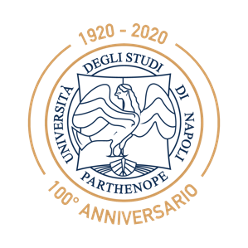 1920 - 2020
UNIVERSITÀ DEGLI STUDI DI NAPOLI
PARTHENOPE
100° ANNIVERSARIO